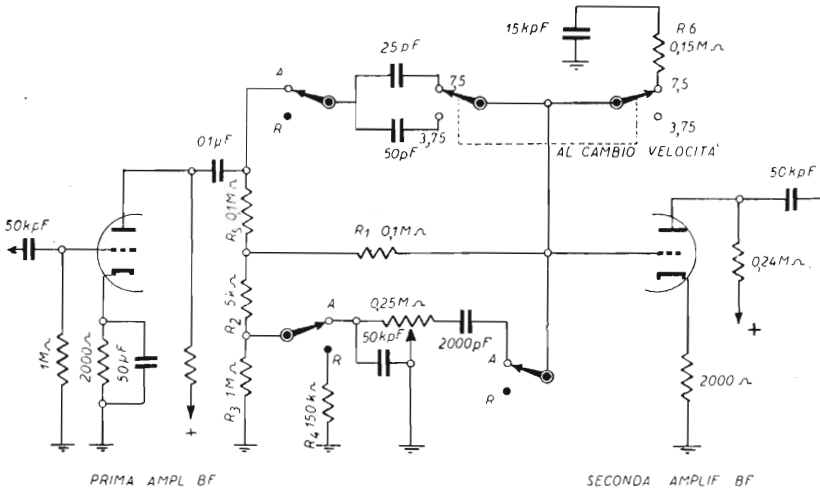 15kpF
R6
0,15MΩ
25pF
A
7,5
7,5
R
50pF
3,75
3,75
AL CAMBIO VELOCITA'
01µF
50kpF
50kpF
R5 0,1MΩ
R1 0,1MΩ
0,24MΩ
+
R2 5kΩ
A
0,25MΩ
50kpF
2000pF
A
R
R
1MΩ
2000Ω
50µF
+
R3 1MΩ
R4 150kΩ
2000Ω
PRIMA AMPL BF
SECONDA AMPLIF BF